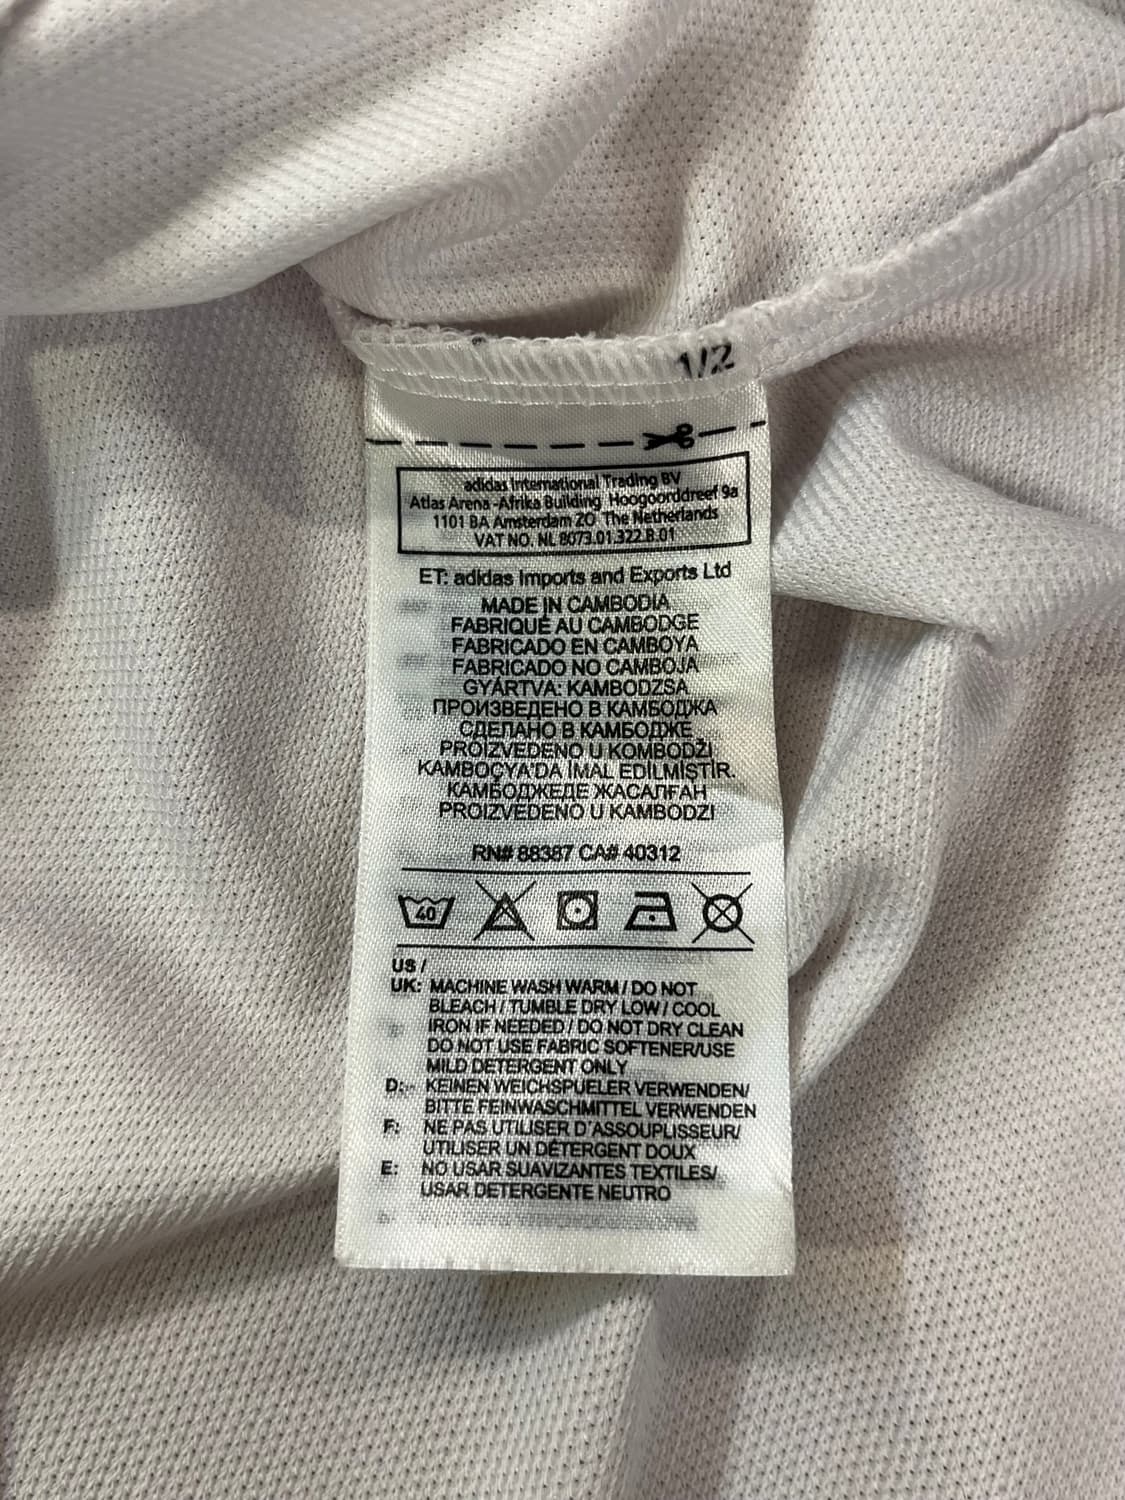 1/2
adidas International Trading BV
Atlas Arena -Afrika Building Hoogoorddreef 9a
1101 BA Amsterdam ZO The Netherlands
VAT NO. NL 8073.01.322.B.01
ET: adidas Imports and Exports Ltd
MADE IN CAMBODIA
FABRIQUÉ AU CAMBODGE
FABRICADO EN CAMBOYA
FABRICADO NO CAMBOJA
GYÁRTVA: KAMBODZSA
ПРОИЗВЕДЕНО В КАМБОДЖА
СДЕЛАНО В КАМБОДЖЕ
PROIZVEDENO U KOMBODŽI
KAMBOÇYA'DA İMAL EDİLMİŞTİR.
КАМБОДЖЕДЕ ЖАСАЛҒАН
PROIZVEDENO U KAMBODZI
RN# 88387 CA# 40312
40
US /
UK: MACHINE WASH WARM / DO NOT
BLEACH / TUMBLE DRY LOW / COOL
IRON IF NEEDED / DO NOT DRY CLEAN
DO NOT USE FABRIC SOFTENER/USE
MILD DETERGENT ONLY
D: KEINEN WEICHSPUELER VERWENDEN/
BITTE FEINWASCHMITTEL VERWENDEN
F: NE PAS UTILISER D'ASSOUPLISSEUR/
UTILISER UN DÉTERGENT DOUX
E: NO USAR SUAVIZANTES TEXTILES/
USAR DETERGENTE NEUTRO